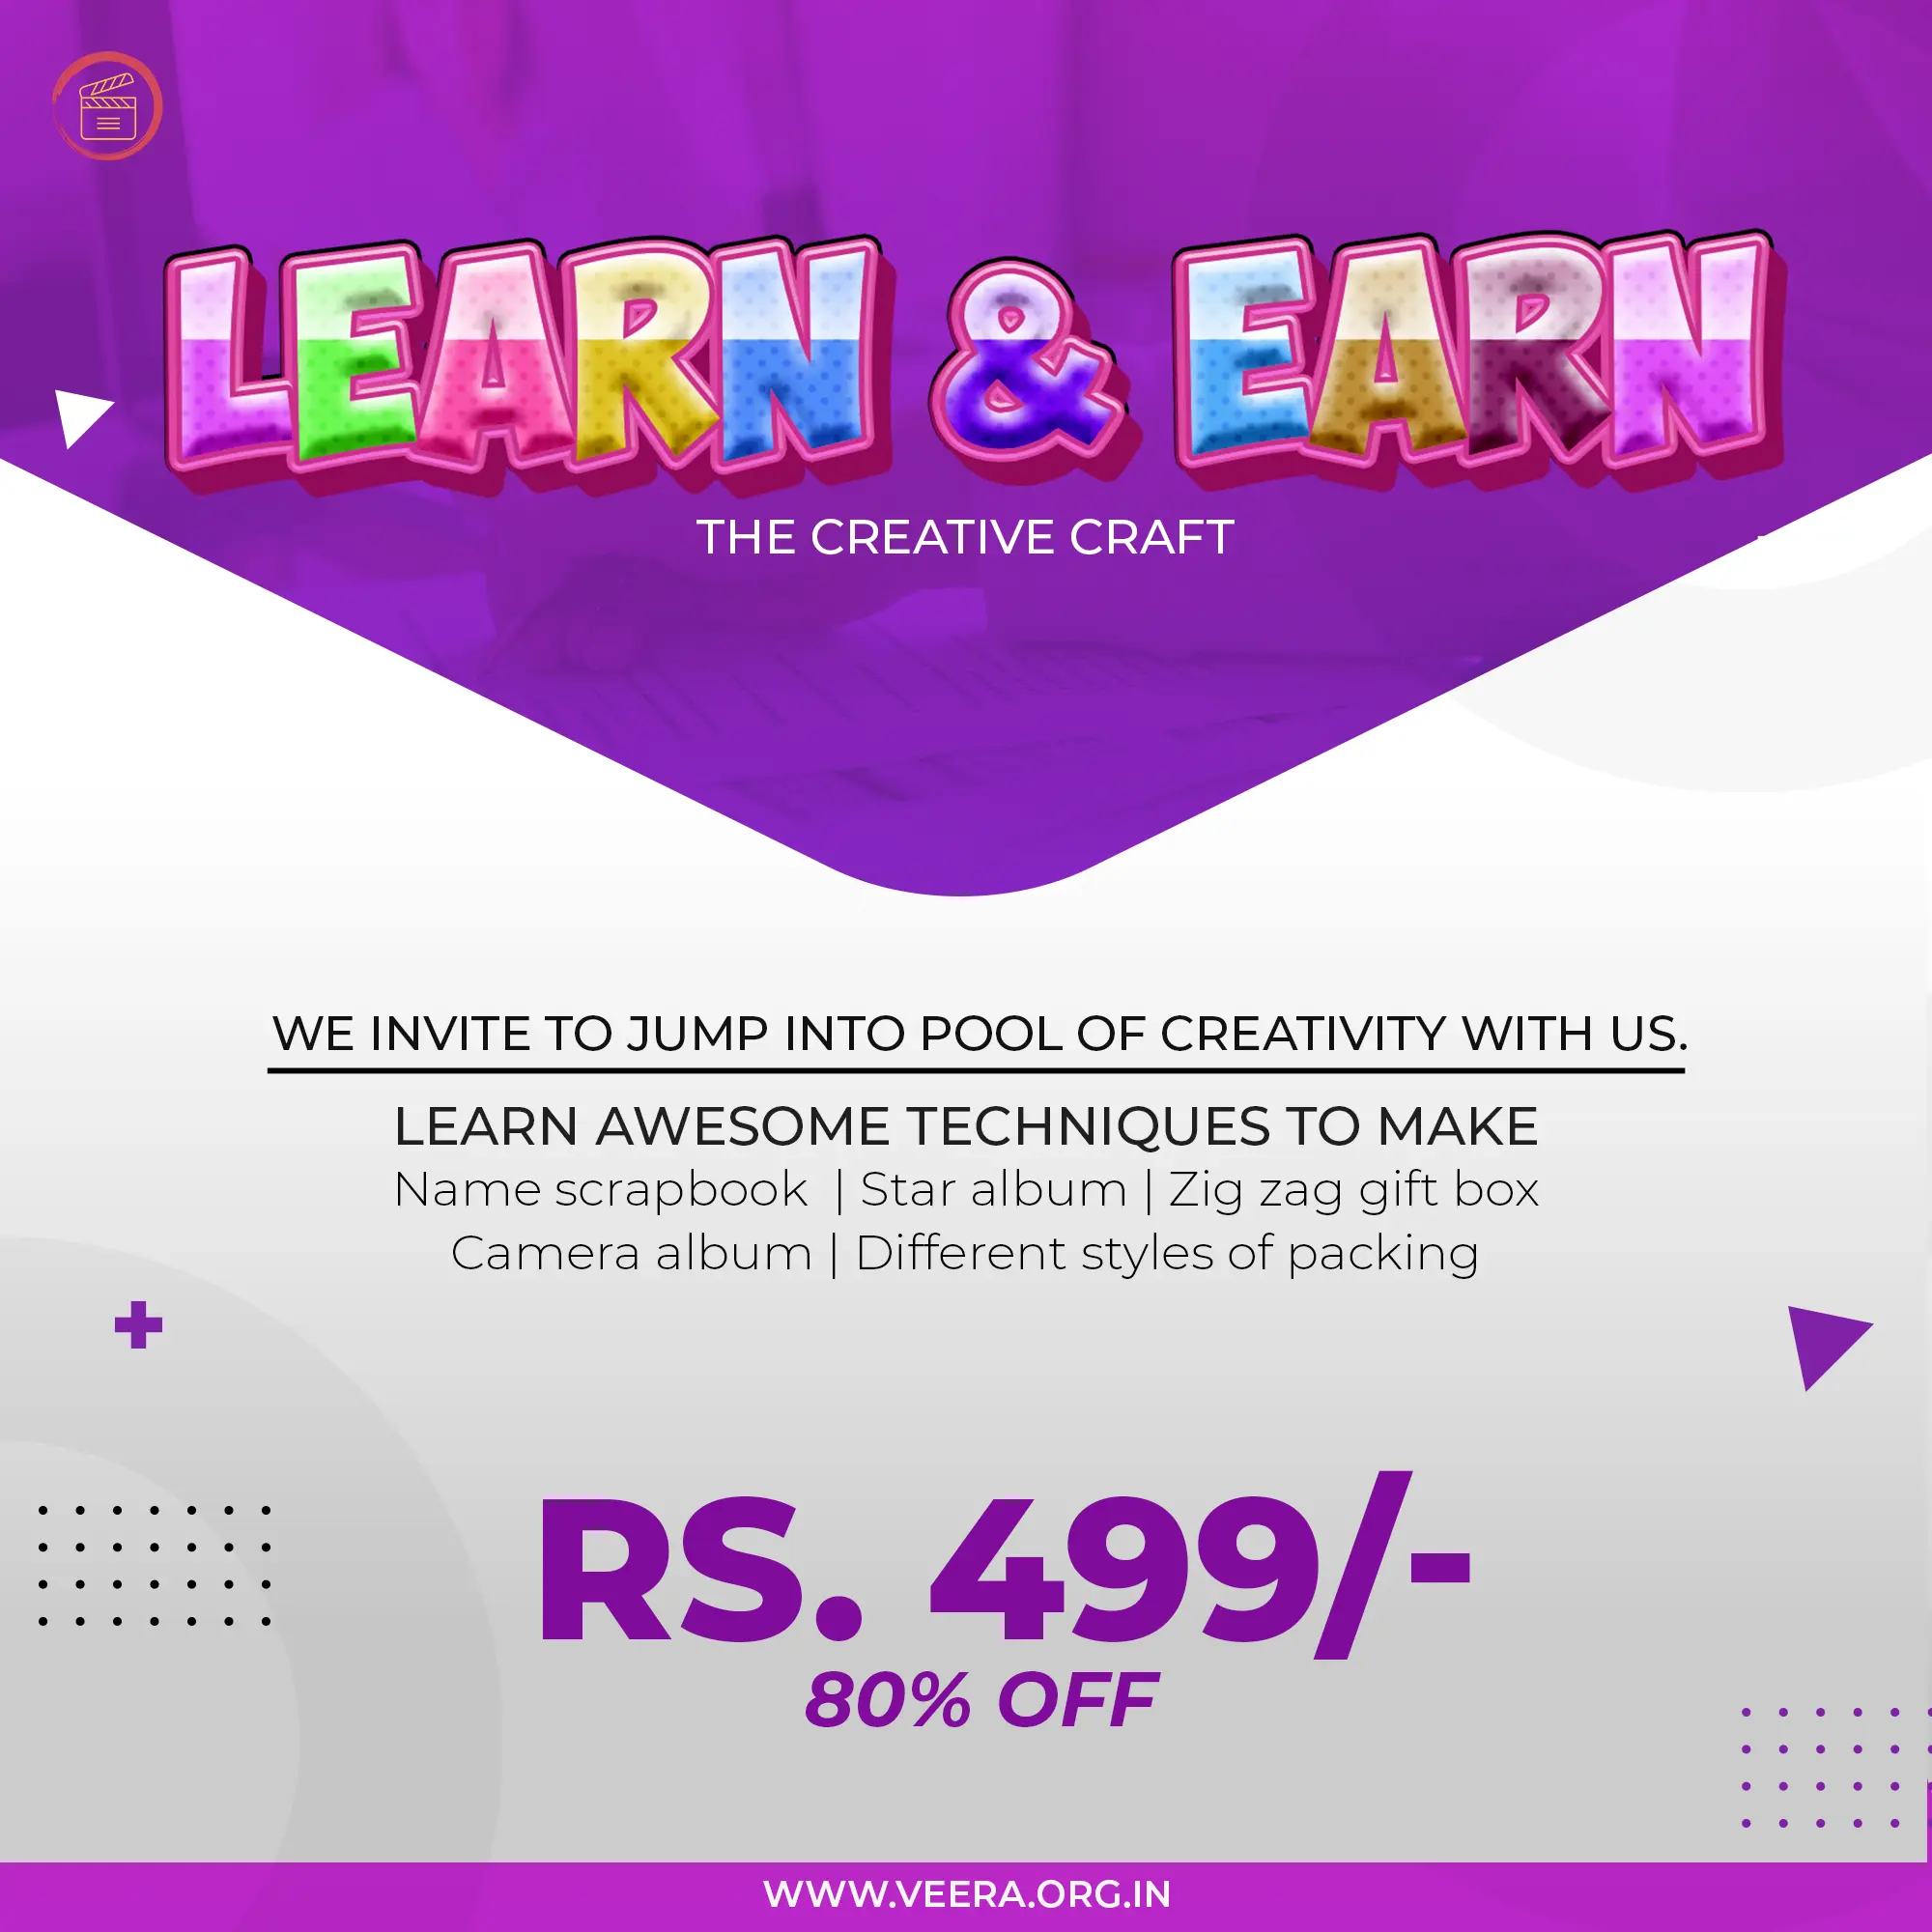 LEARN & EARN
THE CREATIVE CRAFT
WE INVITE TO JUMP INTO POOL OF CREATIVITY WITH US.
LEARN AWESOME TECHNIQUES TO MAKE
Name scrapbook | Star album | Zig zag gift box
Camera album | Different styles of packing
RS. 499/-
80% OFF
WWW.VEERA.ORG.IN